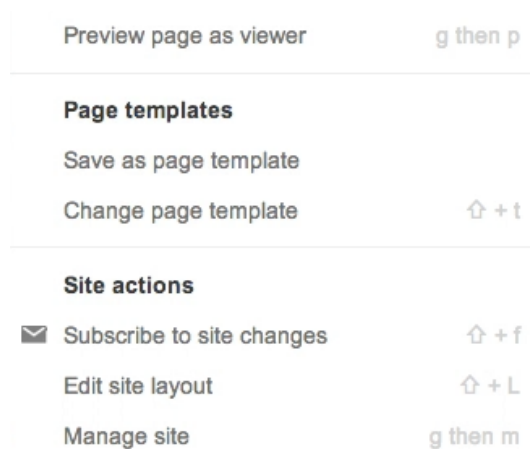 Preview page as viewer g then p
Page templates
Save as page template
Change page template ⇧ + t
Site actions
Subscribe to site changes ⇧ + f
Edit site layout ⇧ + L
Manage site g then m